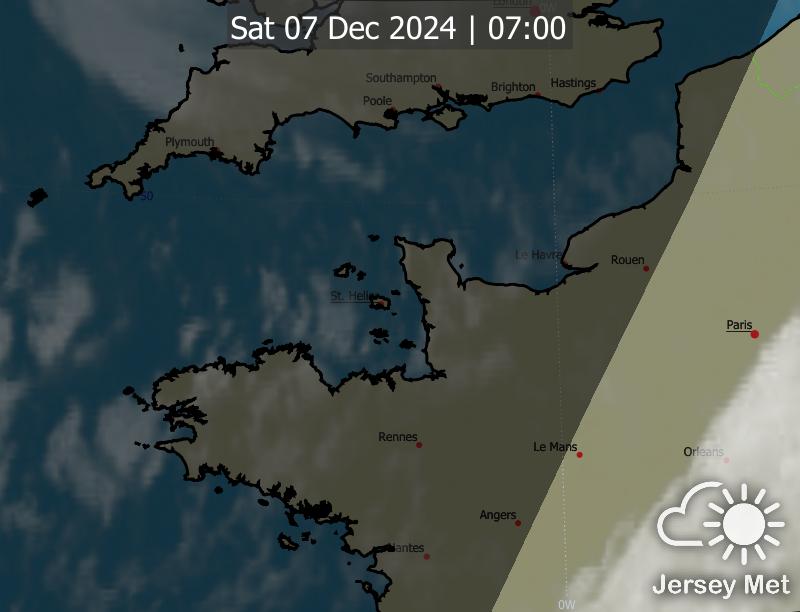 London
0W
Sat 07 Dec 2024 | 07:00
Southampton
Brighton
Hastings
Poole
Plymouth
50
Le Havre
Rouen
St. Helier
Paris
Rennes
Le Mans
Orleans
Angers
Nantes
0W
Jersey Met